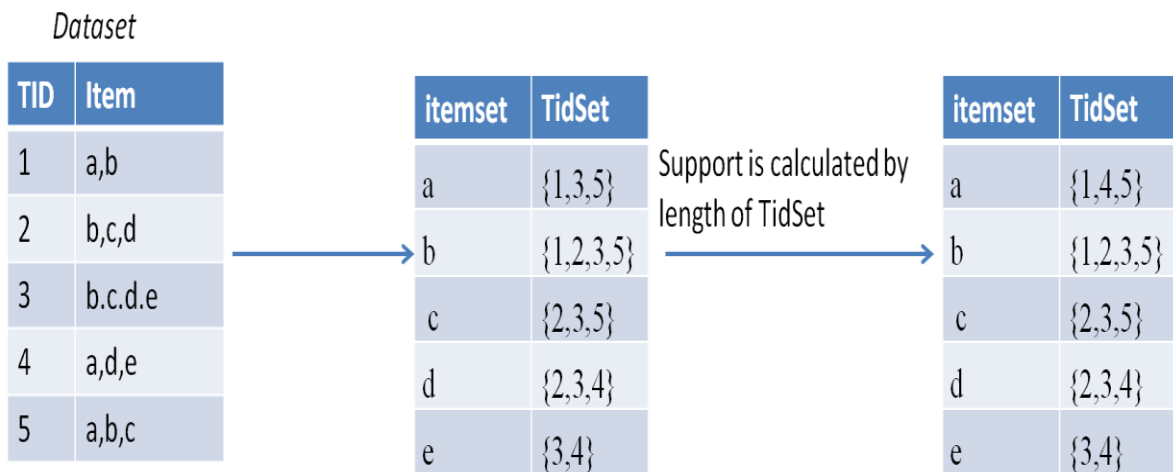 Dataset
TID Item
1 a,b
2 b,c,d
3 b.c.d.e
4 a,d,e
5 a,b,c
itemset TidSet
a {1,3,5}
b {1,2,3,5}
c {2,3,5}
d {2,3,4}
e {3,4}
Support is calculated by
length of TidSet
itemset TidSet
a {1,4,5}
b {1,2,3,5}
c {2,3,5}
d {2,3,4}
e {3,4}